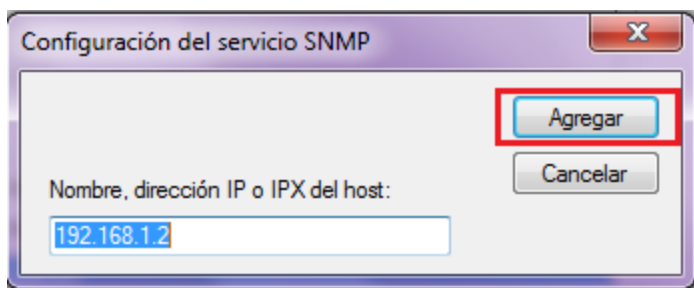 Configuración del servicio SNMP
Agregar
Cancelar
Nombre, dirección IP o IPX del host:
192.168.1.2